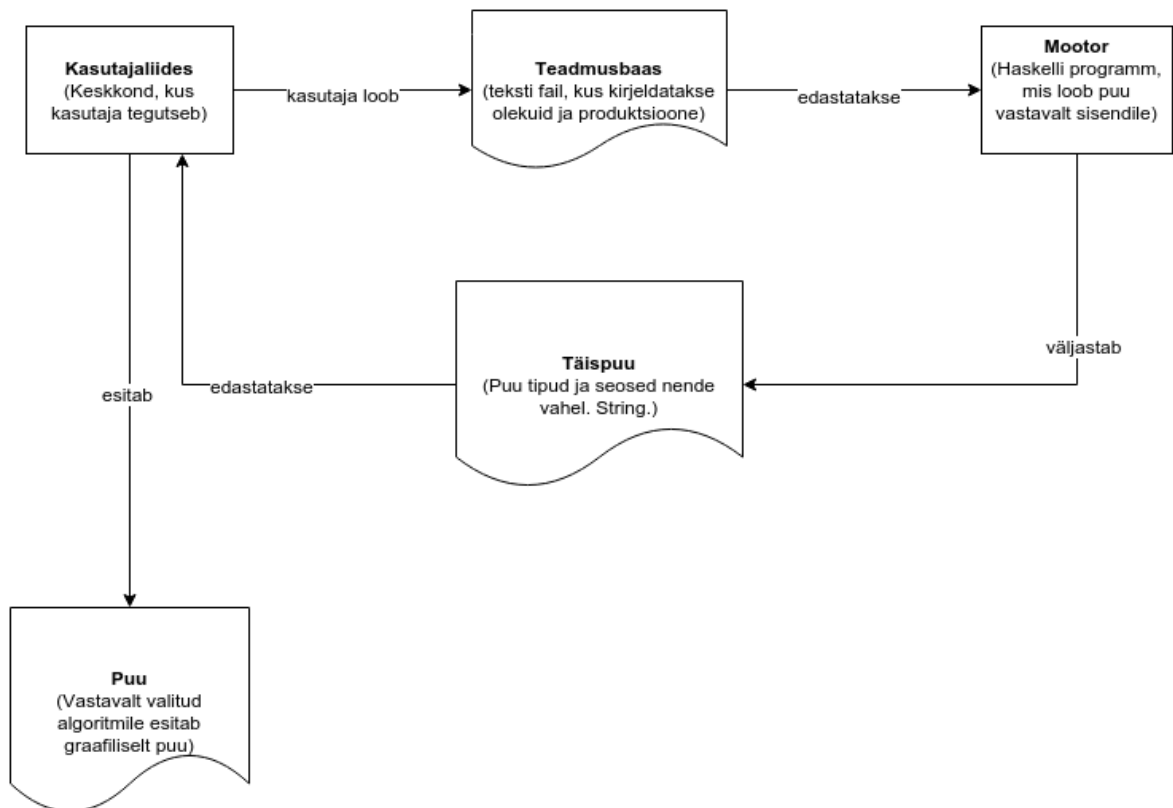 Kasutajaliides
(Keskkond, kus
kasutaja tegutseb)
kasutaja loob
Teadmusbaas
(teksti fail, kus kirjeldatakse
olekuid ja produktsioone)
edastatakse
Mootor
(Haskelli programm,
mis loob puu
vastavalt sisendile)
väljastab
Täispuu
(Puu tipud ja seosed nende
vahel. String.)
edastatakse
esitab
Puu
(Vastavalt valitud
algoritmile esitab
graafiliselt puu)